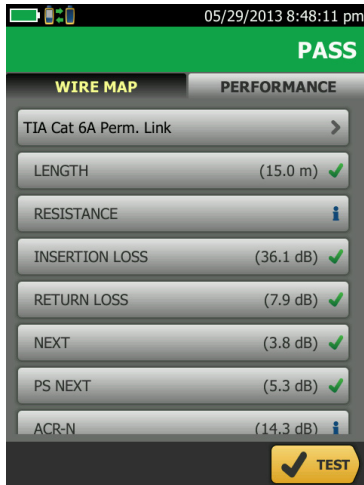 05/29/2013 8:48:11 pm
PASS
WIRE MAP PERFORMANCE
TIA Cat 6A Perm. Link
LENGTH (15.0 m)
RESISTANCE
INSERTION LOSS (36.1 dB)
RETURN LOSS (7.9 dB)
NEXT (3.8 dB)
PS NEXT (5.3 dB)
ACR-N (14.3 dB)
TEST